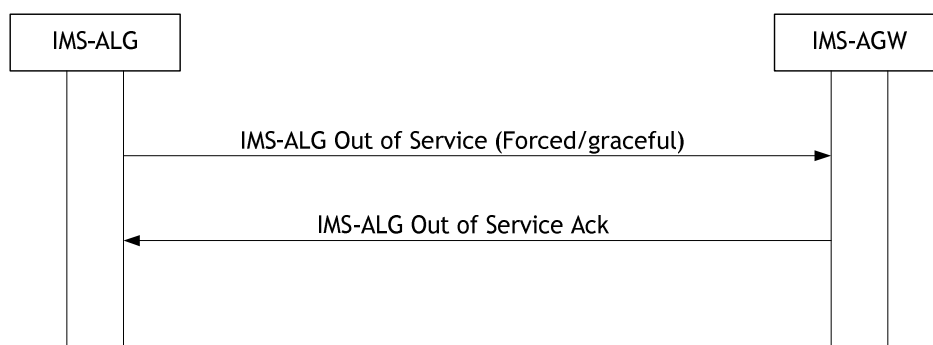 IMS-ALG
IMS-AGW
IMS-ALG Out of Service (Forced/graceful)
IMS-ALG Out of Service Ack